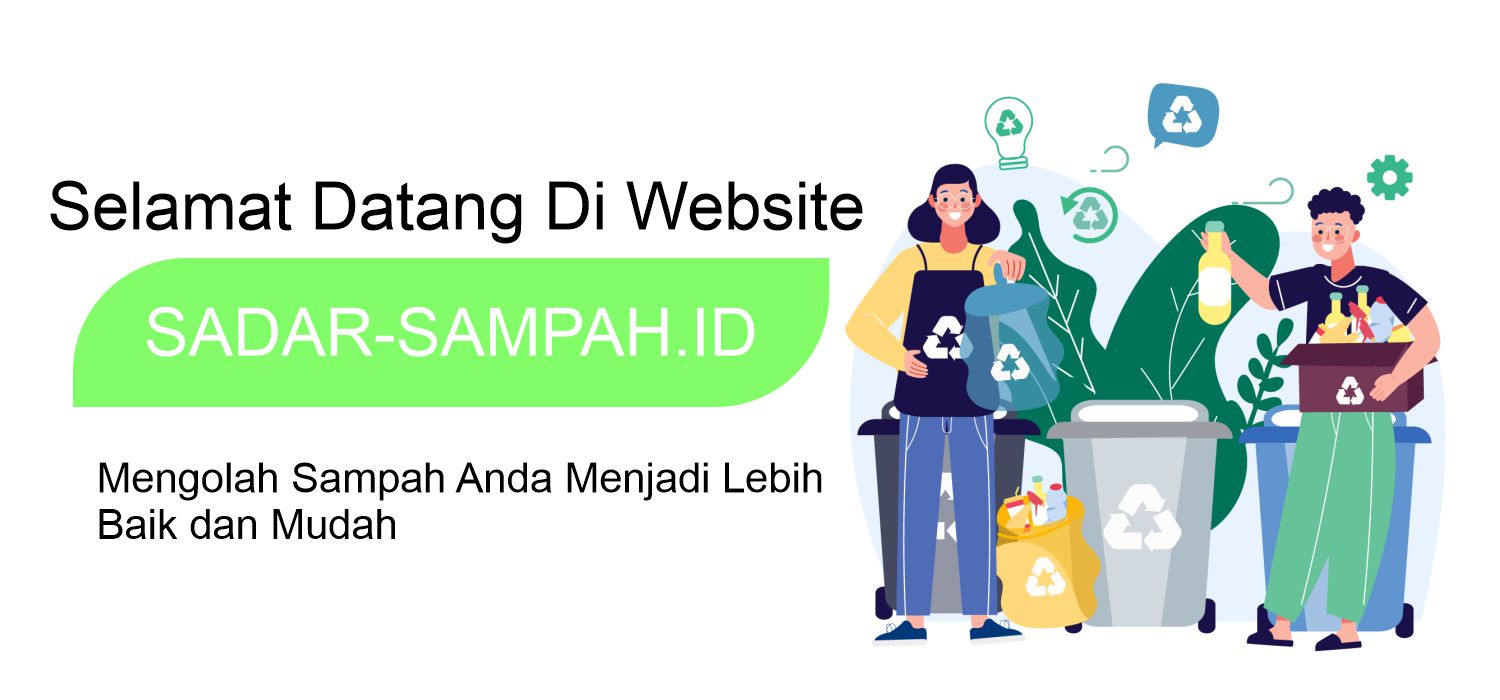 Selamat Datang Di Website
SADAR-SAMPAH.ID
Mengolah Sampah Anda Menjadi Lebih
Baik dan Mudah